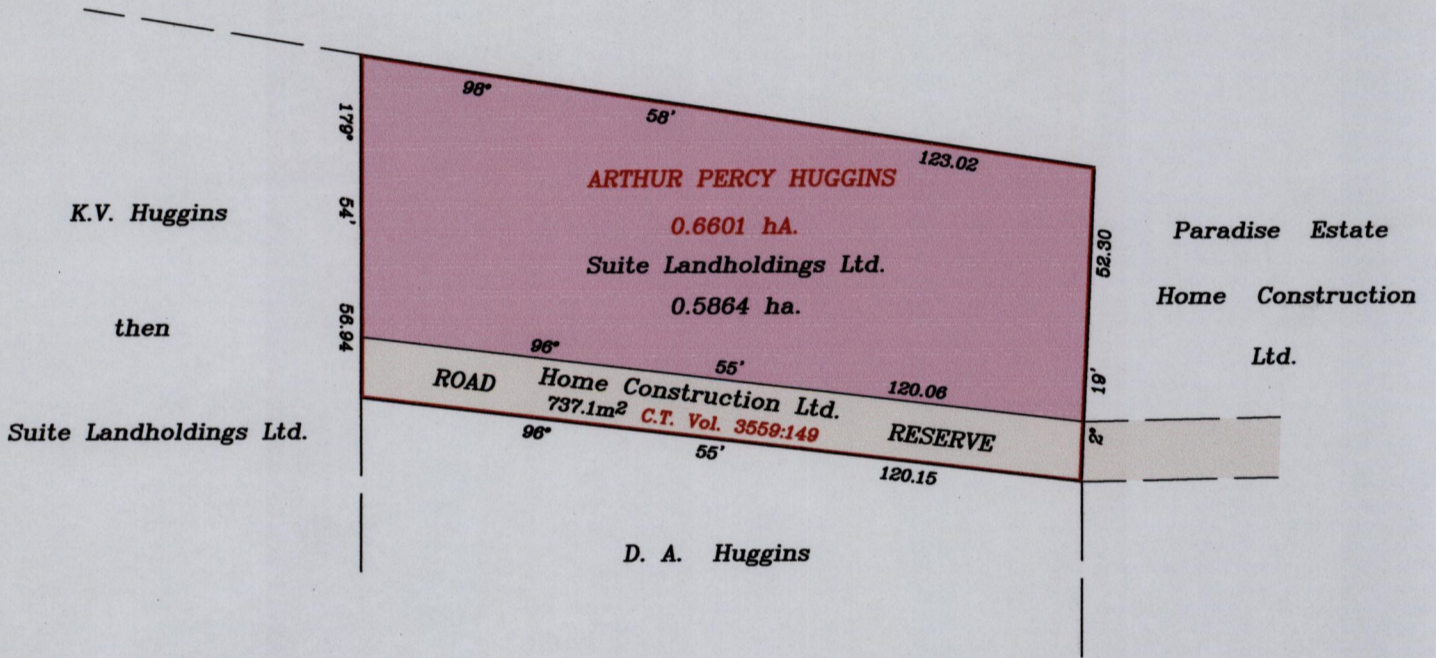 98°
58'
123.02
179°
54'
56.94
ARTHUR PERCY HUGGINS
0.6601 hA.
Suite Landholdings Ltd.
0.5864 ha.
K.V. Huggins
then
Suite Landholdings Ltd.
52.30
19'
2°
Paradise Estate
Home Construction
Ltd.
96°
55'
120.06
ROAD
Home Construction Ltd.
737.1m2 C.T. Vol. 3559:149
RESERVE
96°
55'
120.15
D. A. Huggins